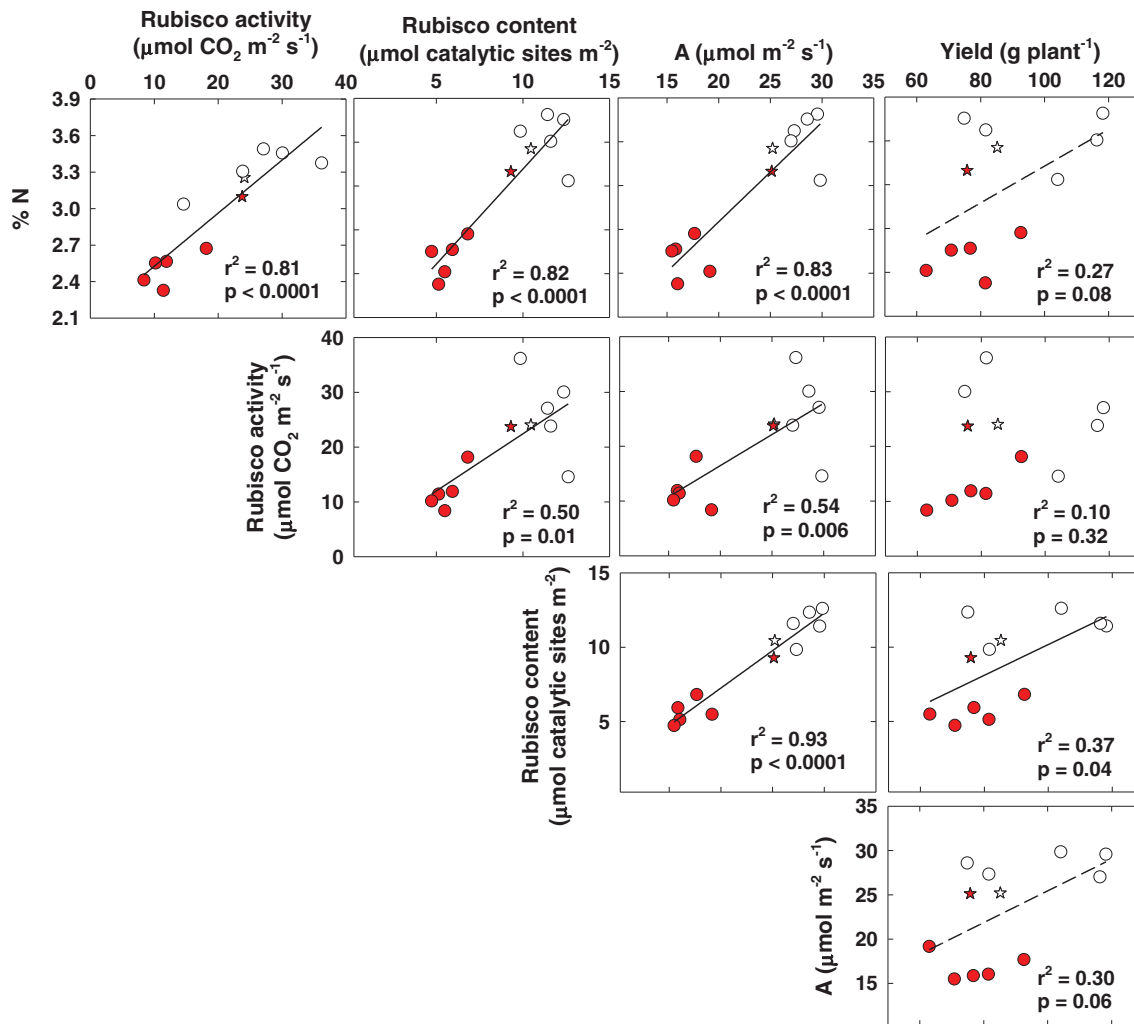 Rubisco activity
(μmol CO2 m-2 s-1)
Rubisco content
(μmol catalytic sites m-2)
A (μmol m-2 s-1)
Yield (g plant-1)
0 10 20 30 40
0 5 10 15
10 15 20 25 30 35
60 80 100 120
% N
3.9
3.6
3.3
3.0
2.7
2.4
2.1
r2 = 0.81
p < 0.0001
r2 = 0.82
p < 0.0001
r2 = 0.83
p < 0.0001
r2 = 0.27
p = 0.08
Rubisco activity
(μmol CO2 m-2 s-1)
40
30
20
10
0
r2 = 0.50
p = 0.01
r2 = 0.54
p = 0.006
r2 = 0.10
p = 0.32
Rubisco content
(μmol catalytic sites m-2)
15
10
5
r2 = 0.93
p < 0.0001
r2 = 0.37
p = 0.04
A (μmol m-2 s-1)
35
30
25
20
15
r2 = 0.30
p = 0.06